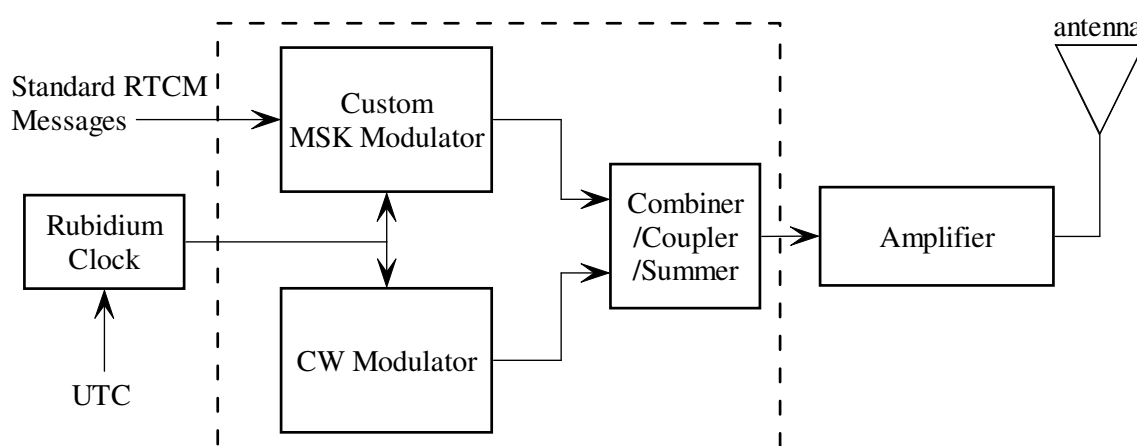 antenna
Standard RTCM
Messages
Custom
MSK Modulator
Rubidium
Clock
Combiner
/Coupler
/Summer
Amplifier
CW Modulator
UTC